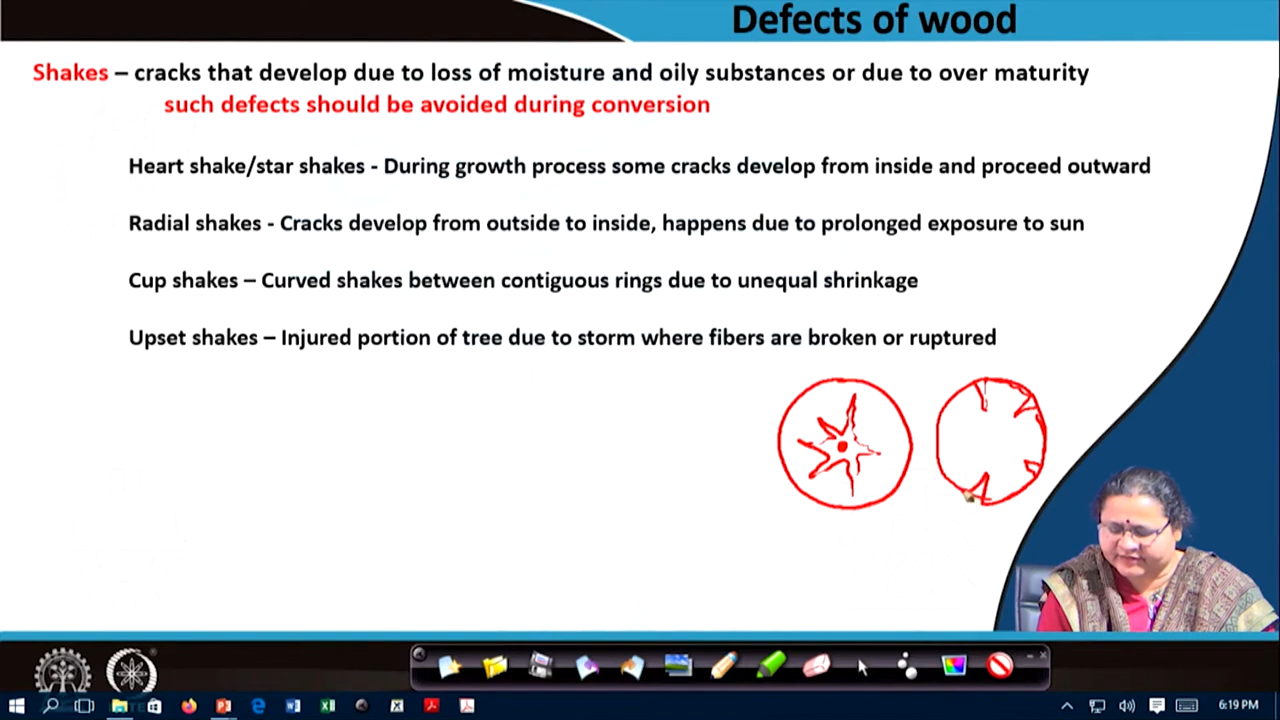 Defects of wood
Shakes – cracks that develop due to loss of moisture and oily substances or due to over maturity
such defects should be avoided during conversion
Heart shake/star shakes - During growth process some cracks develop from inside and proceed outward
Radial shakes - Cracks develop from outside to inside, happens due to prolonged exposure to sun
Cup shakes – Curved shakes between contiguous rings due to unequal shrinkage
Upset shakes – Injured portion of tree due to storm where fibers are broken or ruptured
6:19 PM